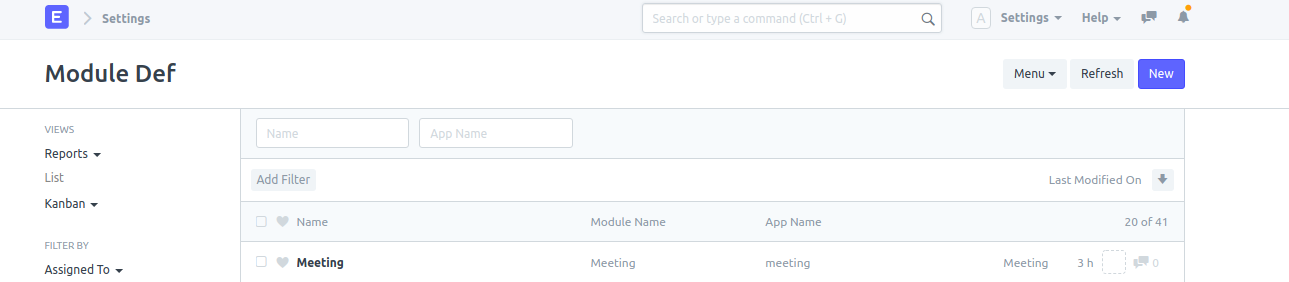 E Settings Search or type a command (Ctrl + G) A Settings Help
Module Def Menu Refresh New
VIEWS
Name App Name
Reports
List
Add Filter Last Modified On
Kanban
Name Module Name App Name 20 of 41
FILTER BY
Meeting Meeting meeting Meeting 3 h 0
Assigned To